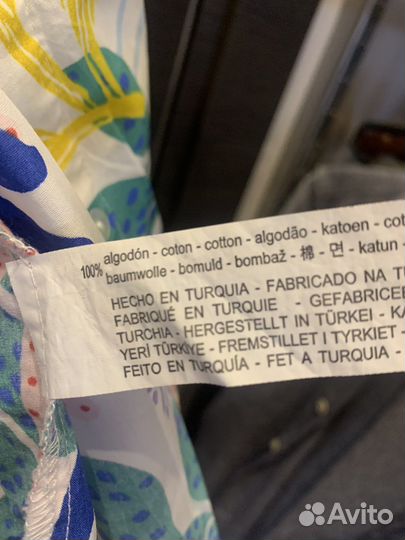 100% algodón - coton - cotton - algodão - katoen - cot
baumwolle - bomuld - bombaž - 棉 - 면 - katun -
HECHO EN TURQUIA - FABRICADO NA T
FABRIQUÉ EN TURQUIE - GEFABRICEE
TURCHIA - HERGESTELLT IN TÜRKEI - KA
YERİ TÜRKİYE - FREMSTILLET I TYRKIET -
FEITO EN TURQUÍA - FET A TURQUIA -
Avito